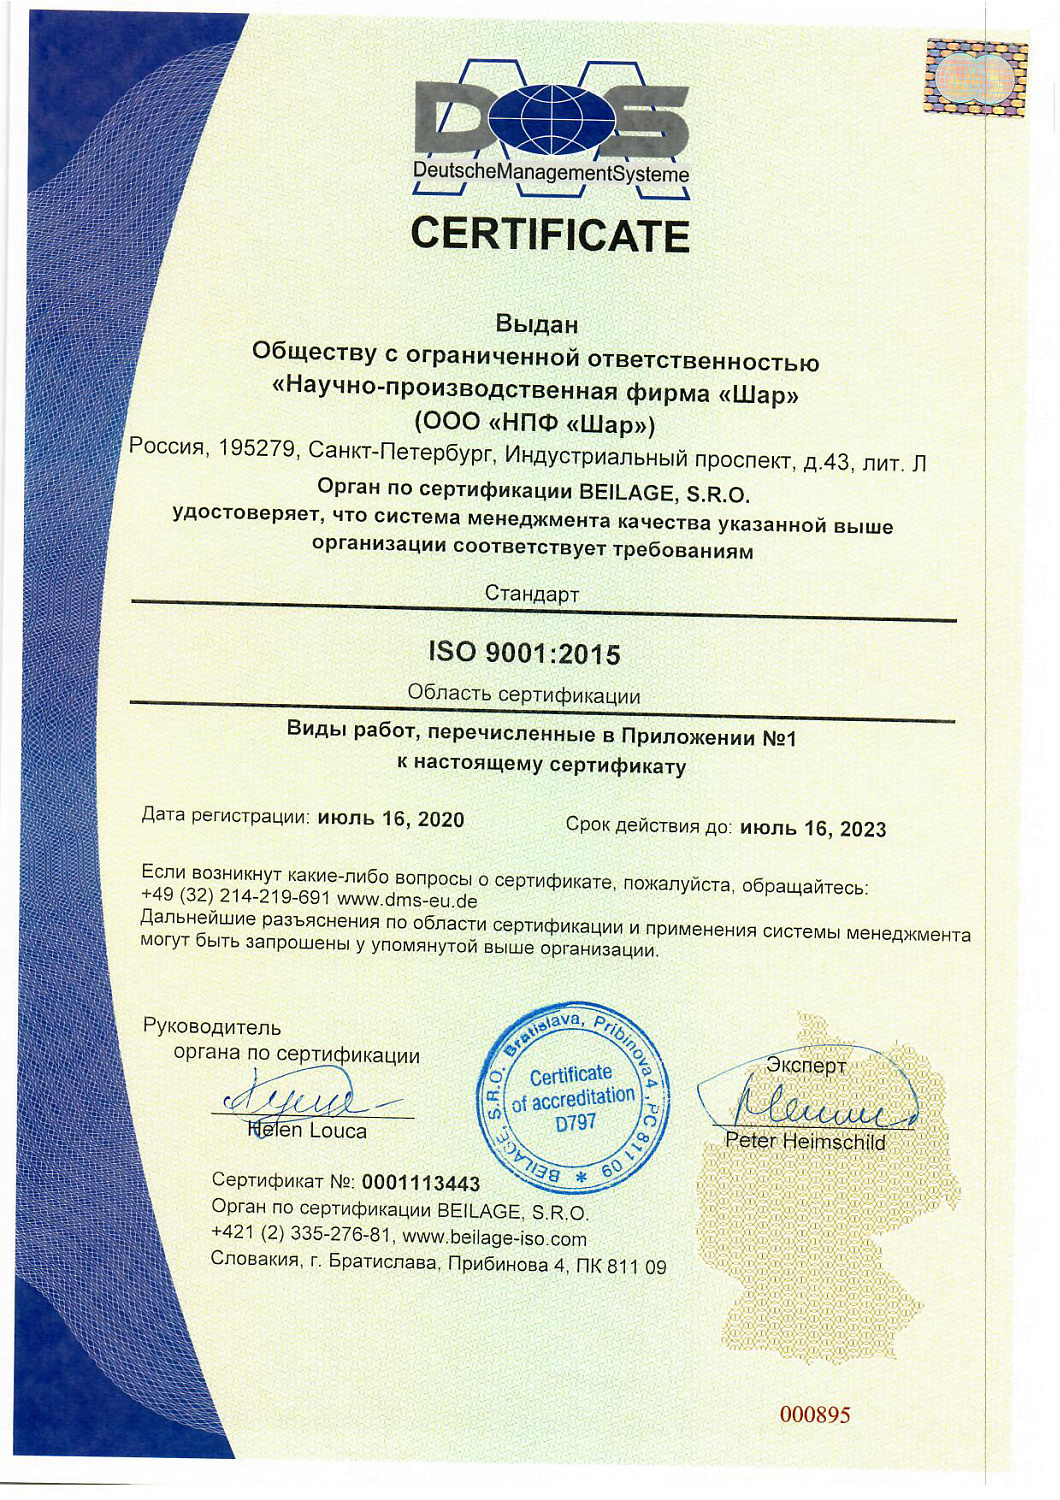 DMS
DeutscheManagementSysteme
CERTIFICATE
Выдан
Обществу с ограниченной ответственностью
«Научно-производственная фирма «Шар»
(ООО «НПФ «Шар»)
Россия, 195279, Санкт-Петербург, Индустриальный проспект, д.43, лит. Л
Орган по сертификации BEILAGE, S.R.O.
удостоверяет, что система менеджмента качества указанной выше
организации соответствует требованиям
Стандарт
ISO 9001:2015
Область сертификации
Виды работ, перечисленные в Приложении №1
к настоящему сертификату
Дата регистрации: июль 16, 2020
Срок действия до: июль 16, 2023
Если возникнут какие-либо вопросы о сертификате, пожалуйста, обращайтесь:
+49 (32) 214-219-691 www.dms-eu.de
Дальнейшие разъяснения по области сертификации и применения системы менеджмента
могут быть запрошены у упомянутой выше организации.
Руководитель
органа по сертификации
Helen Louca
BEILAGE, S.R.O. Bratislava, Pribinova4, PC 811 09 *
Certificate
of accreditation
D797
Эксперт
Peter Heimschild
Сертификат №: 0001113443
Орган по сертификации BEILAGE, S.R.O.
+421 (2) 335-276-81, www.beilage-iso.com
Словакия, г. Братислава, Прибинова 4, ПК 811 09
000895